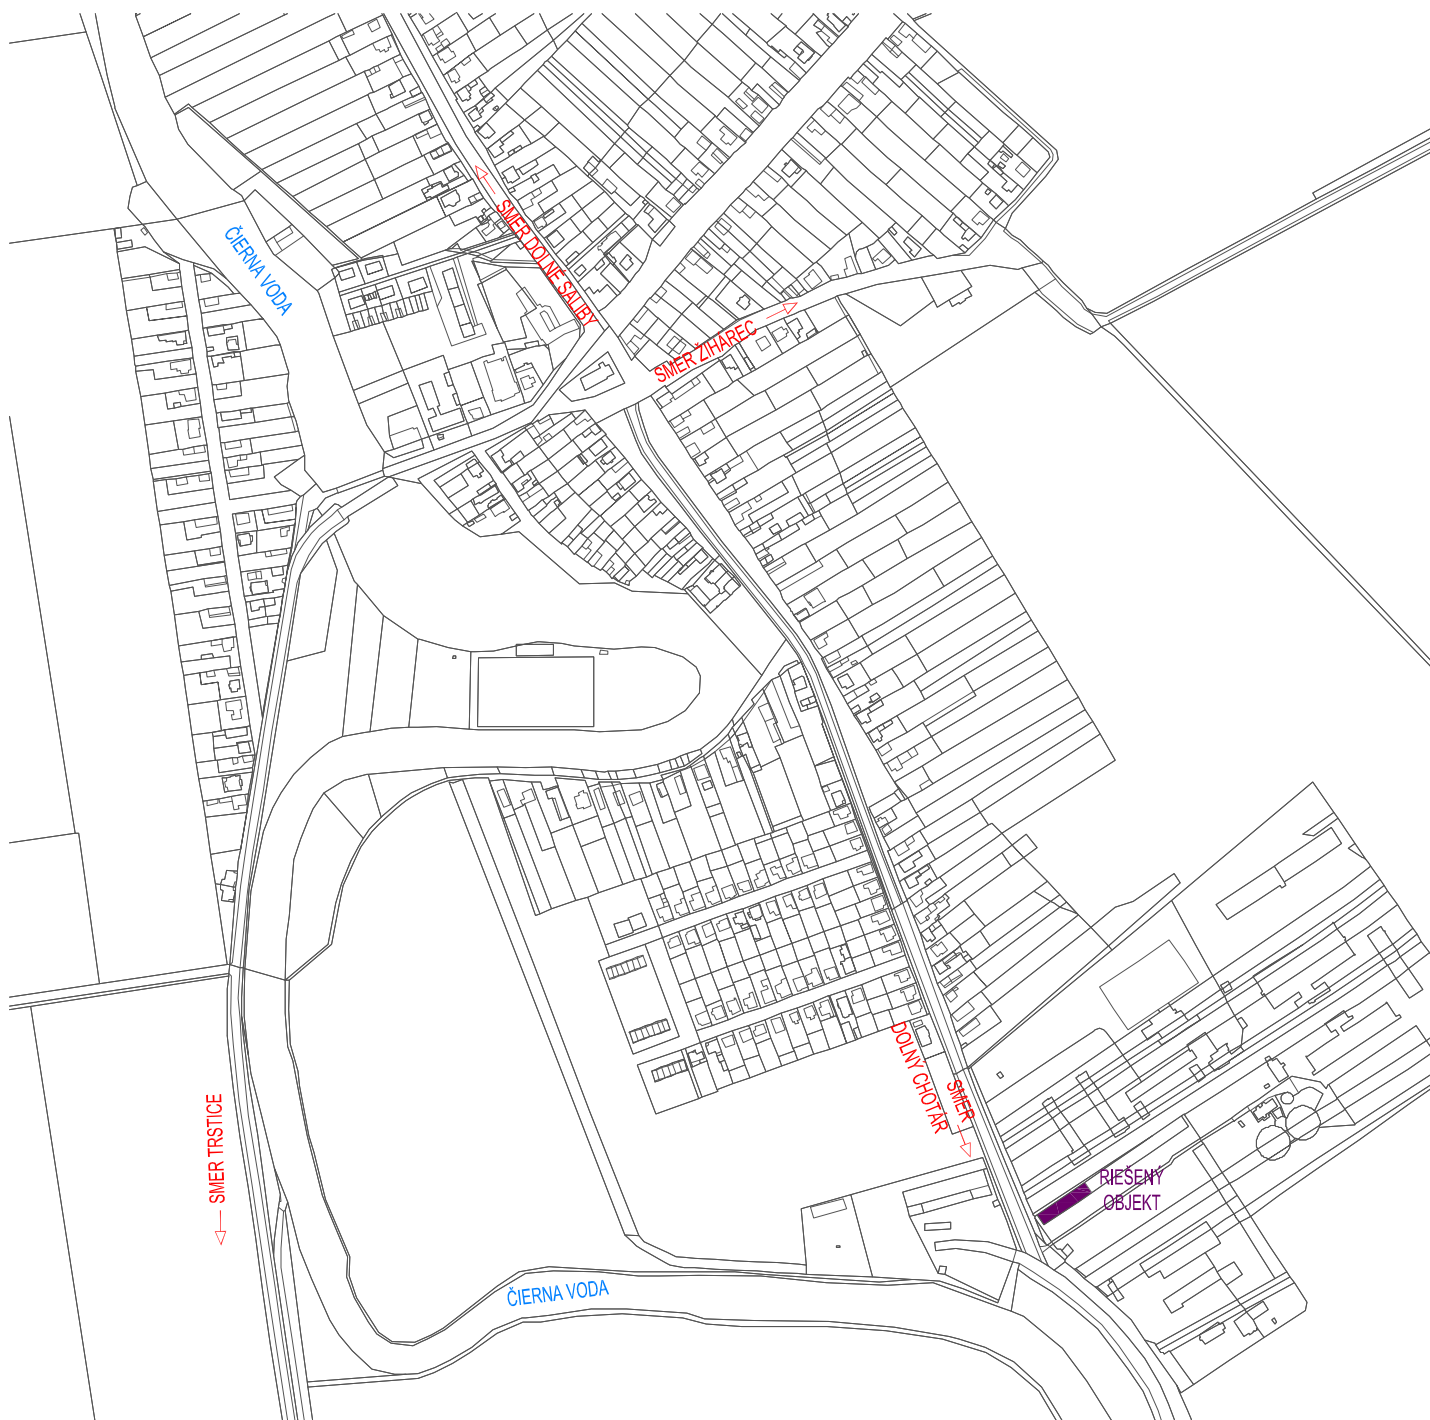 SMER DOLNÉ SALIBY
ČIERNA VODA
SMER ŽIHÁREC
SMER
DOLNÝ CHOTÁR
SMER TRSTICE
RIEŠENÝ
OBJEKT
ČIERNA VODA